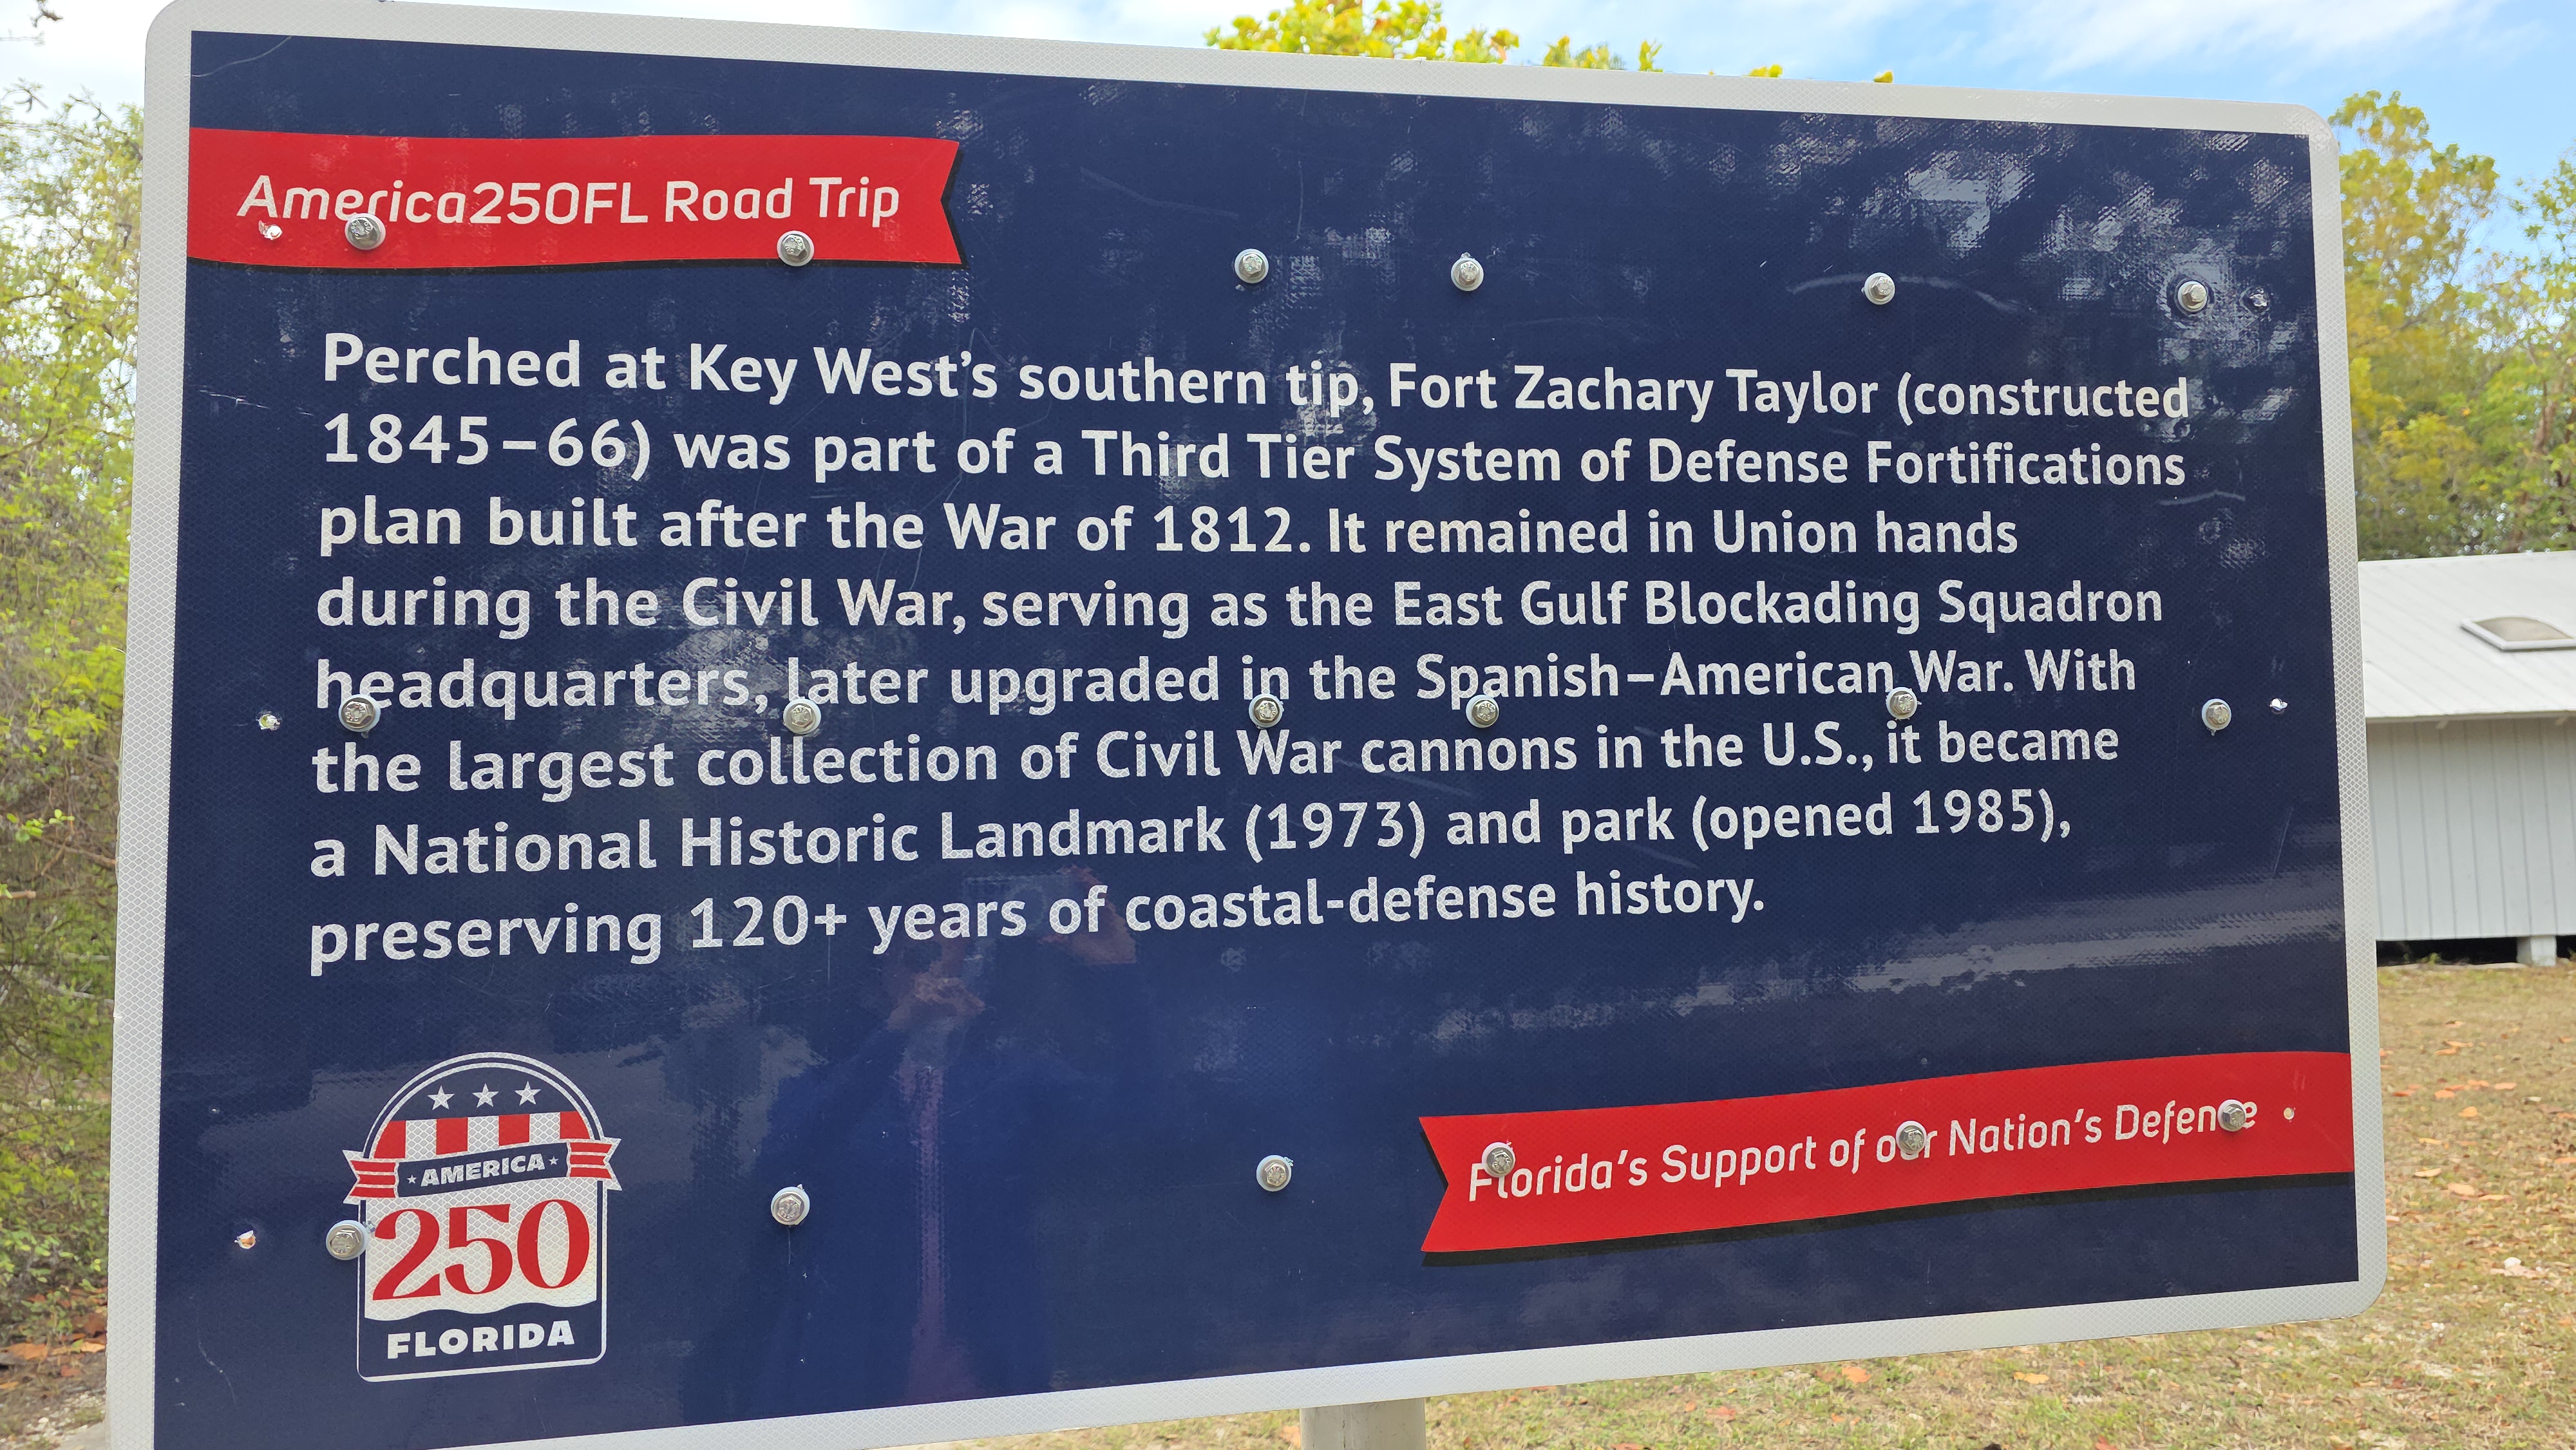 America250FL Road Trip
Perched at Key West's southern tip, Fort Zachary Taylor (constructed
1845–66) was part of a Third Tier System of Defense Fortifications
plan built after the War of 1812. It remained in Union hands
during the Civil War, serving as the East Gulf Blockading Squadron
headquarters, later upgraded in the Spanish–American War. With
the largest collection of Civil War cannons in the U.S., it became
a National Historic Landmark (1973) and park (opened 1985),
preserving 120+ years of coastal-defense history.
AMERICA
250
FLORIDA
Florida's Support of our Nation's Defense